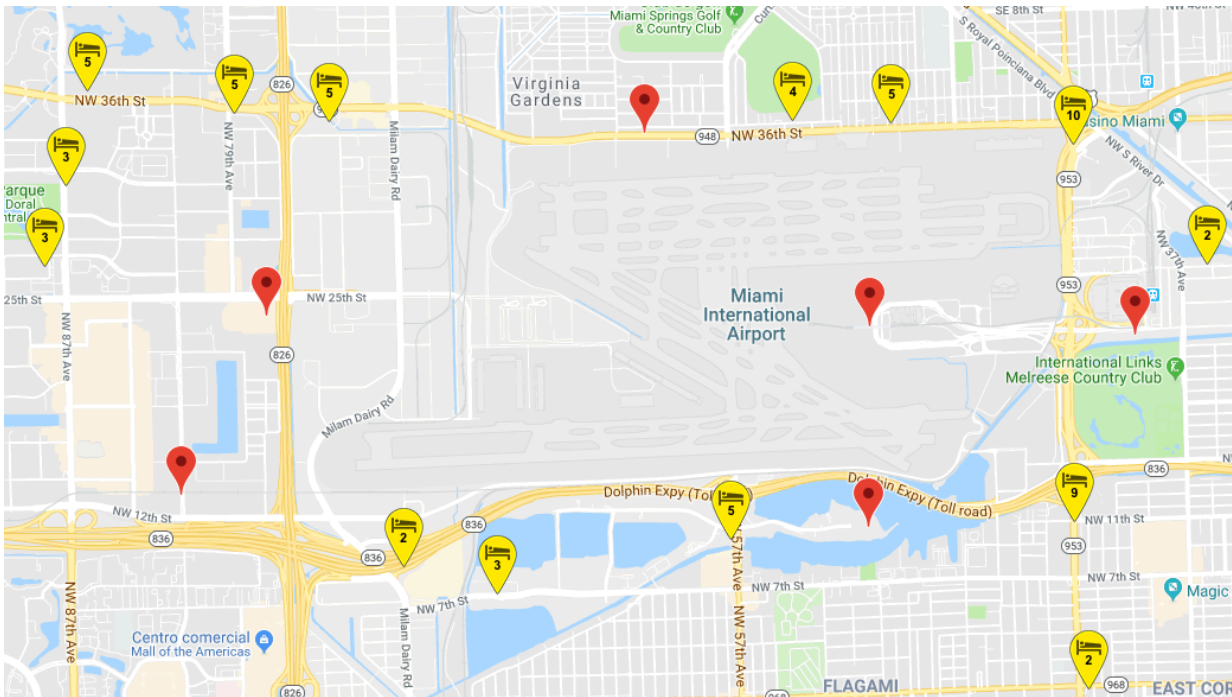 Miami Springs Golf
& Country Club
SE 8th St
S Royal Poinciana Blvd
Virginia
Gardens
5
5
5
4
5
10
826
NW 36th St
948
NW 36th St
Casino Miami
NW S River Dr
953
3
NW 79th Ave
Milam Dairy Rd
Parque
Doral
Central
3
2
NW 37th Ave
25th St
NW 25th St
953
Miami
International
Airport
826
NW 87th Ave
International Links
Melreese Country Club
Milam Dairy Rd
836
Dolphin Expy (Toll
Dolphin Expy (Toll road)
5
9
NW 12th St
836
836
2
836
NW 11th St
953
3
NW 57th Ave
NW 7th St
NW 7th St
NW 7th St
NW 87th Ave
Milam Dairy Rd
NW 57th Ave
Magic
Centro comercial
Mall of the Americas
2
826
968
968
FLAGAMI
EAST COR